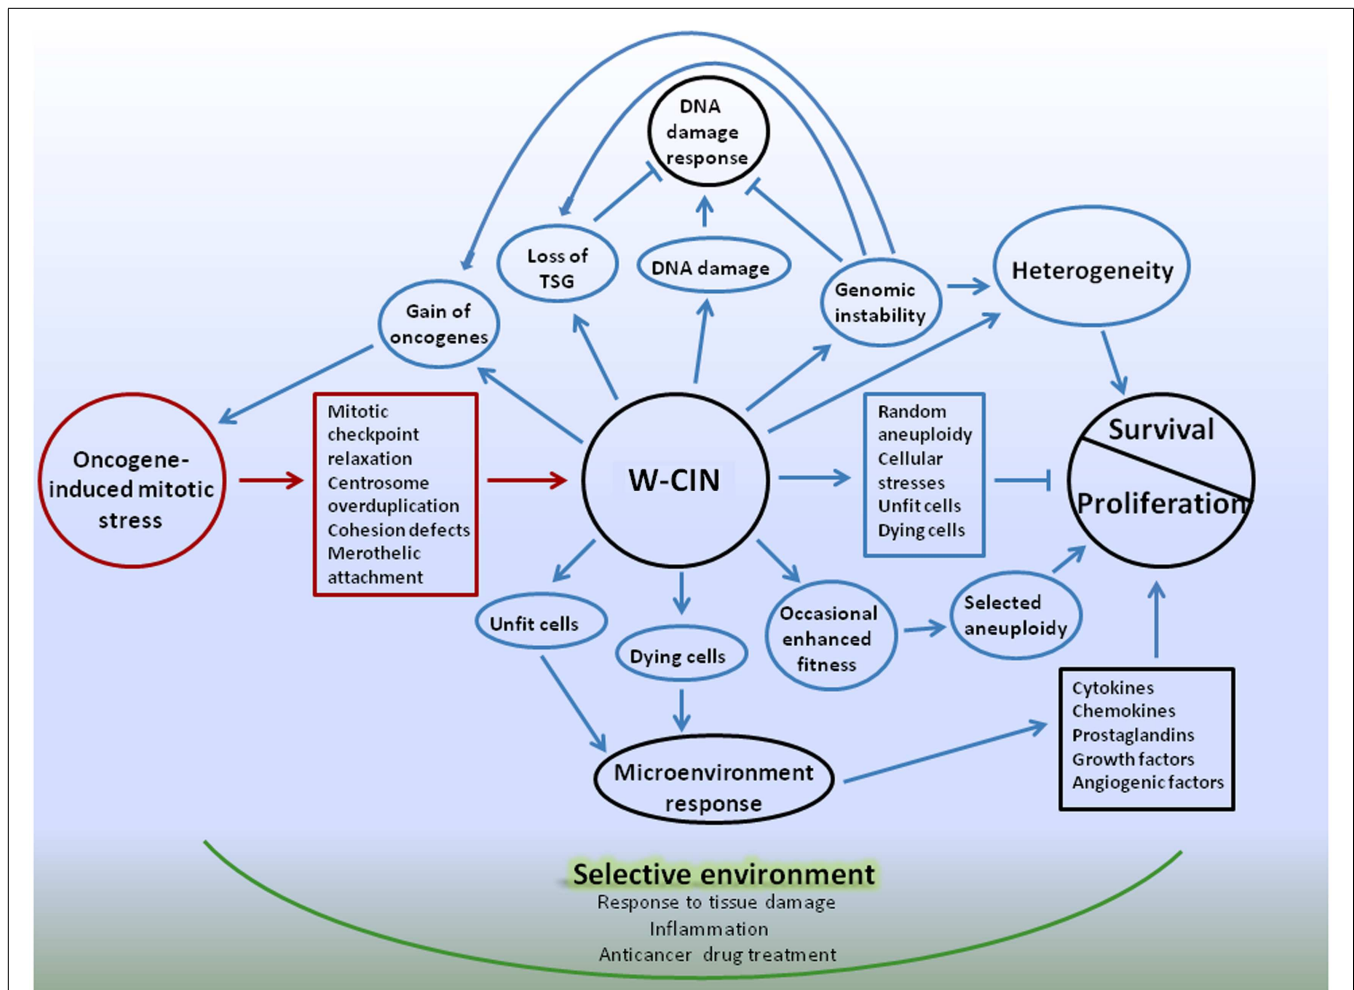 DNA
damage
response
Loss of
TSG
DNA damage
Genomic
instability
Heterogeneity
Gain of
oncogenes
Oncogene-
induced mitotic
stress
Mitotic
checkpoint
relaxation
Centrosome
overduplication
Cohesion defects
Merothelic
attachment
W-CIN
Random
aneuploidy
Cellular
stresses
Unfit cells
Dying cells
Survival
Proliferation
Unfit cells
Dying cells
Occasional
enhanced
fitness
Selected
aneuploidy
Microenvironment
response
Cytokines
Chemokines
Prostaglandins
Growth factors
Angiogenic factors
Selective environment
Response to tissue damage
Inflammation
Anticancer drug treatment